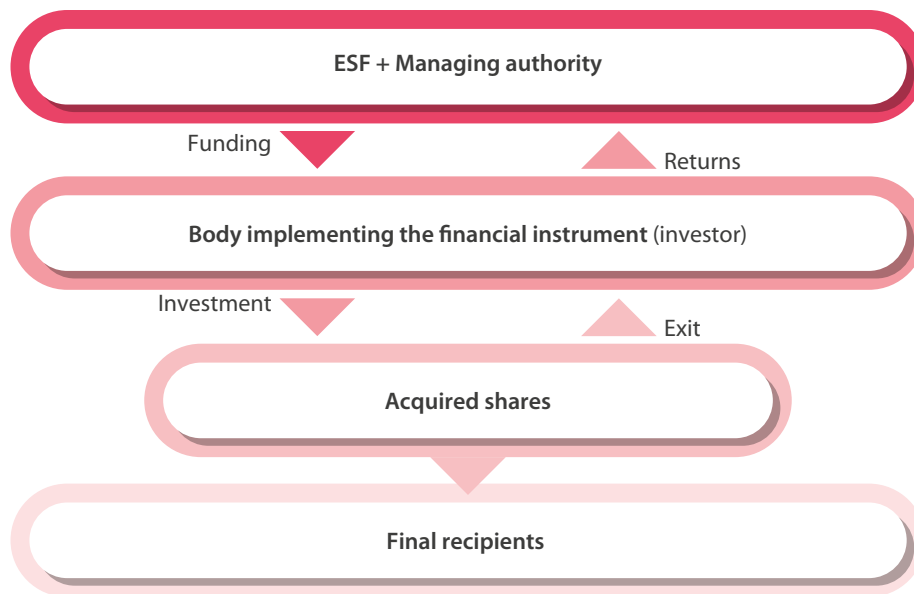 ESF + Managing authority
Funding
Returns
Body implementing the financial instrument (investor)
Investment
Exit
Acquired shares
Final recipients